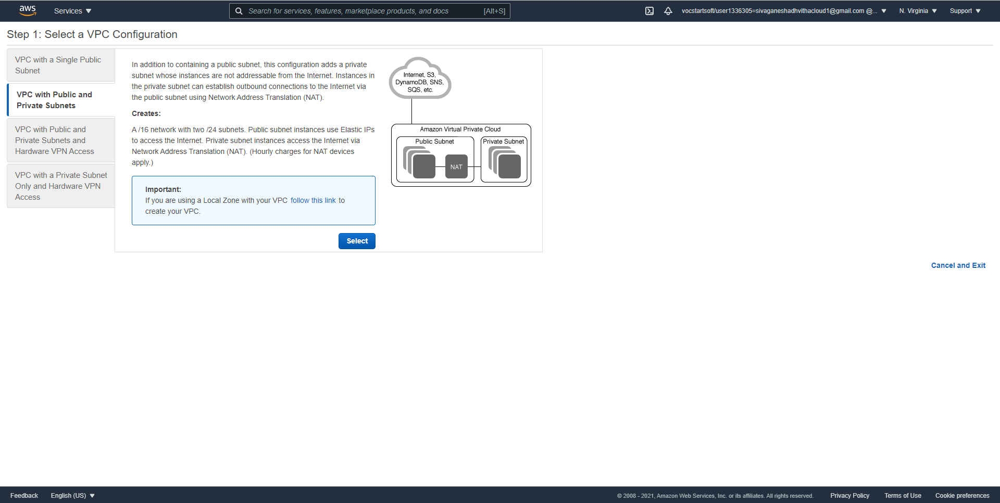 aws
Services
Search for services, features, marketplace products, and docs
[Alt+S]
vocstartsoft/user1336305=sivaganeshadhvithacloud1@gmail.com @...
N. Virginia
Support
Step 1: Select a VPC Configuration
VPC with a Single Public
Subnet
VPC with Public and
Private Subnets
VPC with Public and
Private Subnets and
Hardware VPN Access
VPC with a Private Subnet
Only and Hardware VPN
Access
In addition to containing a public subnet, this configuration adds a private
subnet whose instances are not addressable from the Internet. Instances in
the private subnet can establish outbound connections to the Internet via
the public subnet using Network Address Translation (NAT).
Creates:
A /16 network with two /24 subnets. Public subnet instances use Elastic IPs
to access the Internet. Private subnet instances access the Internet via
Network Address Translation (NAT). (Hourly charges for NAT devices
apply.)
Important:
If you are using a Local Zone with your VPC follow this link to
create your VPC.
Select
Internet, S3,
DynamoDB, SNS,
SQS, etc.
Amazon Virtual Private Cloud
Public Subnet
Private Subnet
NAT
Cancel and Exit
Feedback
English (US)
© 2008 - 2021, Amazon Web Services, Inc. or its affiliates. All rights reserved.
Privacy Policy
Terms of Use
Cookie preferences